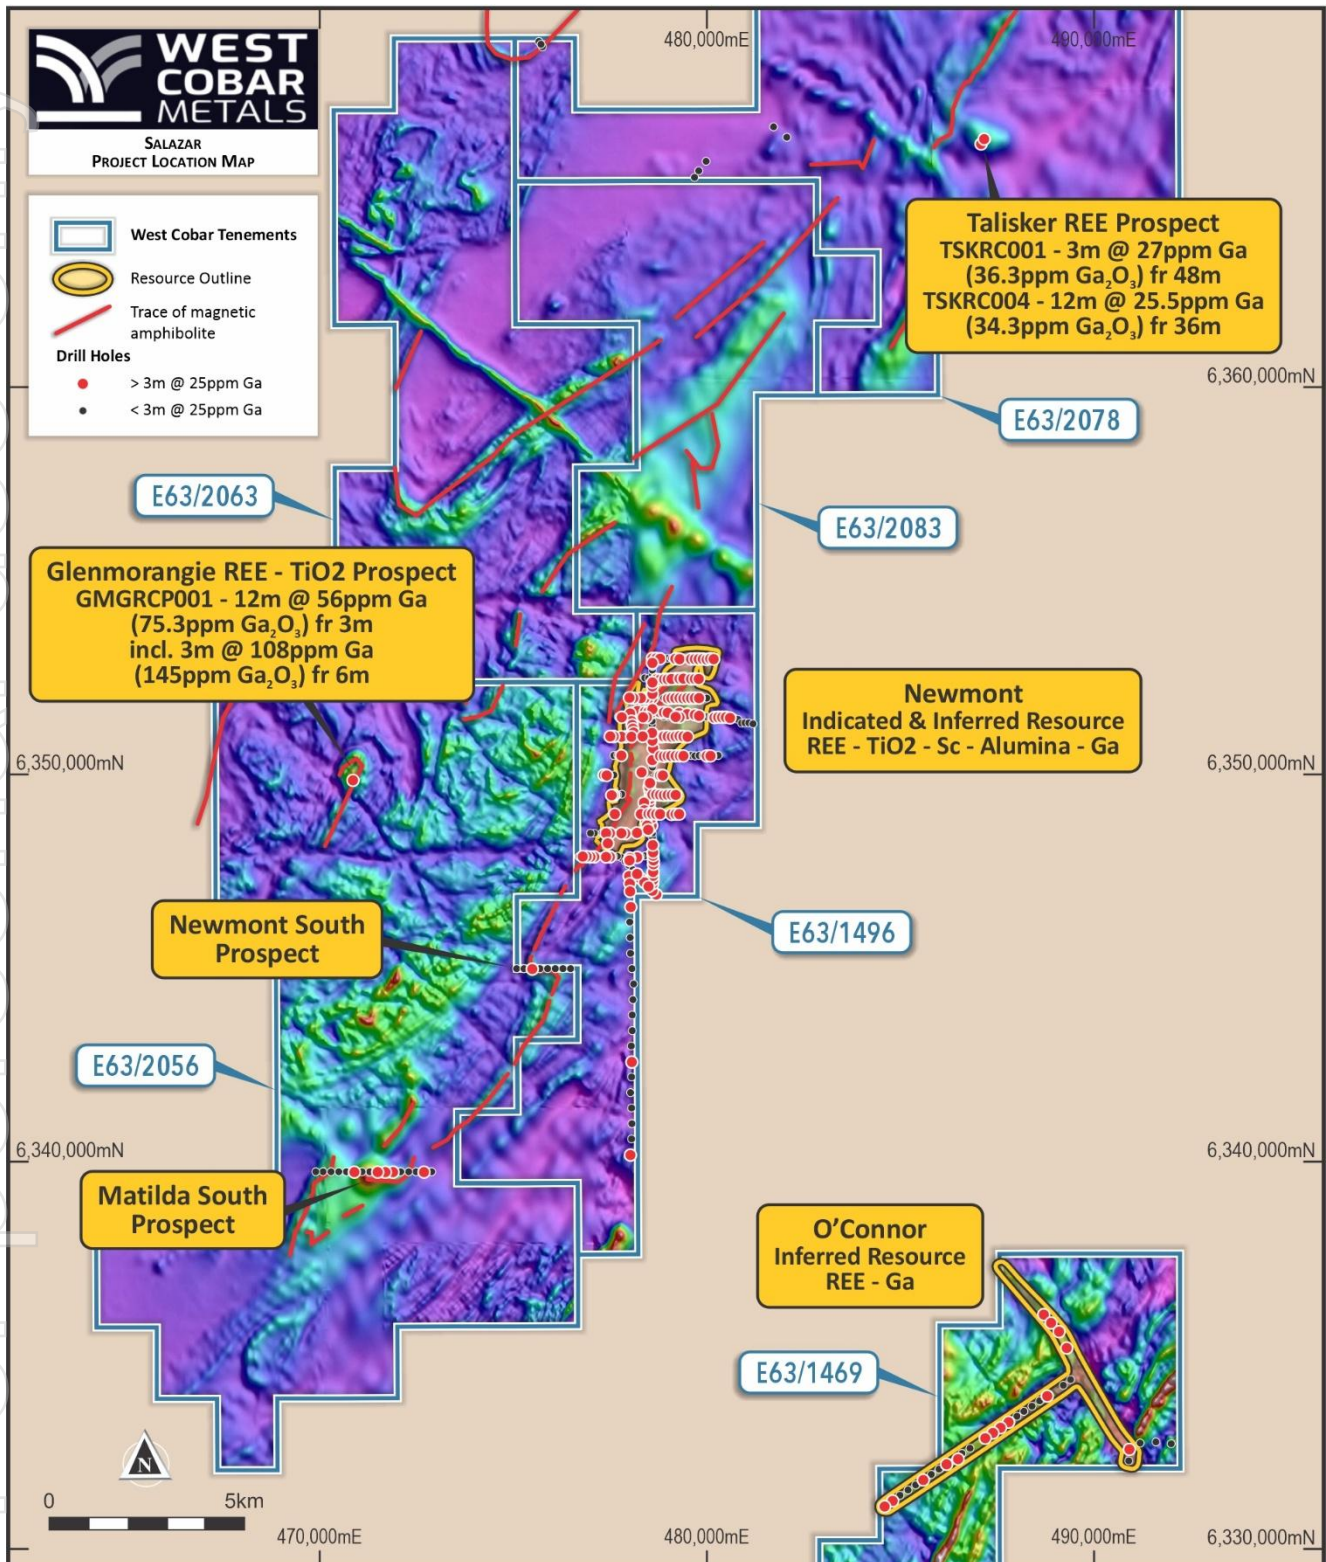 WEST
COBAR
METALS
SALAZAR
PROJECT LOCATION MAP
West Cobar Tenements
Resource Outline
Trace of magnetic
amphibolite
Drill Holes
> 3m @ 25ppm Ga
< 3m @ 25ppm Ga
480,000mE
490,000mE
Talisker REE Prospect
TSKRC001 - 3m @ 27ppm Ga
(36.3ppm Ga₂O₃) fr 48m
TSKRC004 - 12m @ 25.5ppm Ga
(34.3ppm Ga₂O₃) fr 36m
6,360,000mN
E63/2078
E63/2063
E63/2083
Glenmorangie REE - TiO2 Prospect
GMGRCP001 - 12m @ 56ppm Ga
(75.3ppm Ga₂O₃) fr 3m
incl. 3m @ 108ppm Ga
(145ppm Ga₂O₃) fr 6m
Newmont
Indicated & Inferred Resource
REE - TiO2 - Sc - Alumina - Ga
6,350,000mN
6,350,000mN
Newmont South
Prospect
E63/1496
E63/2056
6,340,000mN
6,340,000mN
Matilda South
Prospect
O'Connor
Inferred Resource
REE - Ga
E63/1469
N
0
5km
470,000mE
480,000mE
490,000mE
6,330,000mN